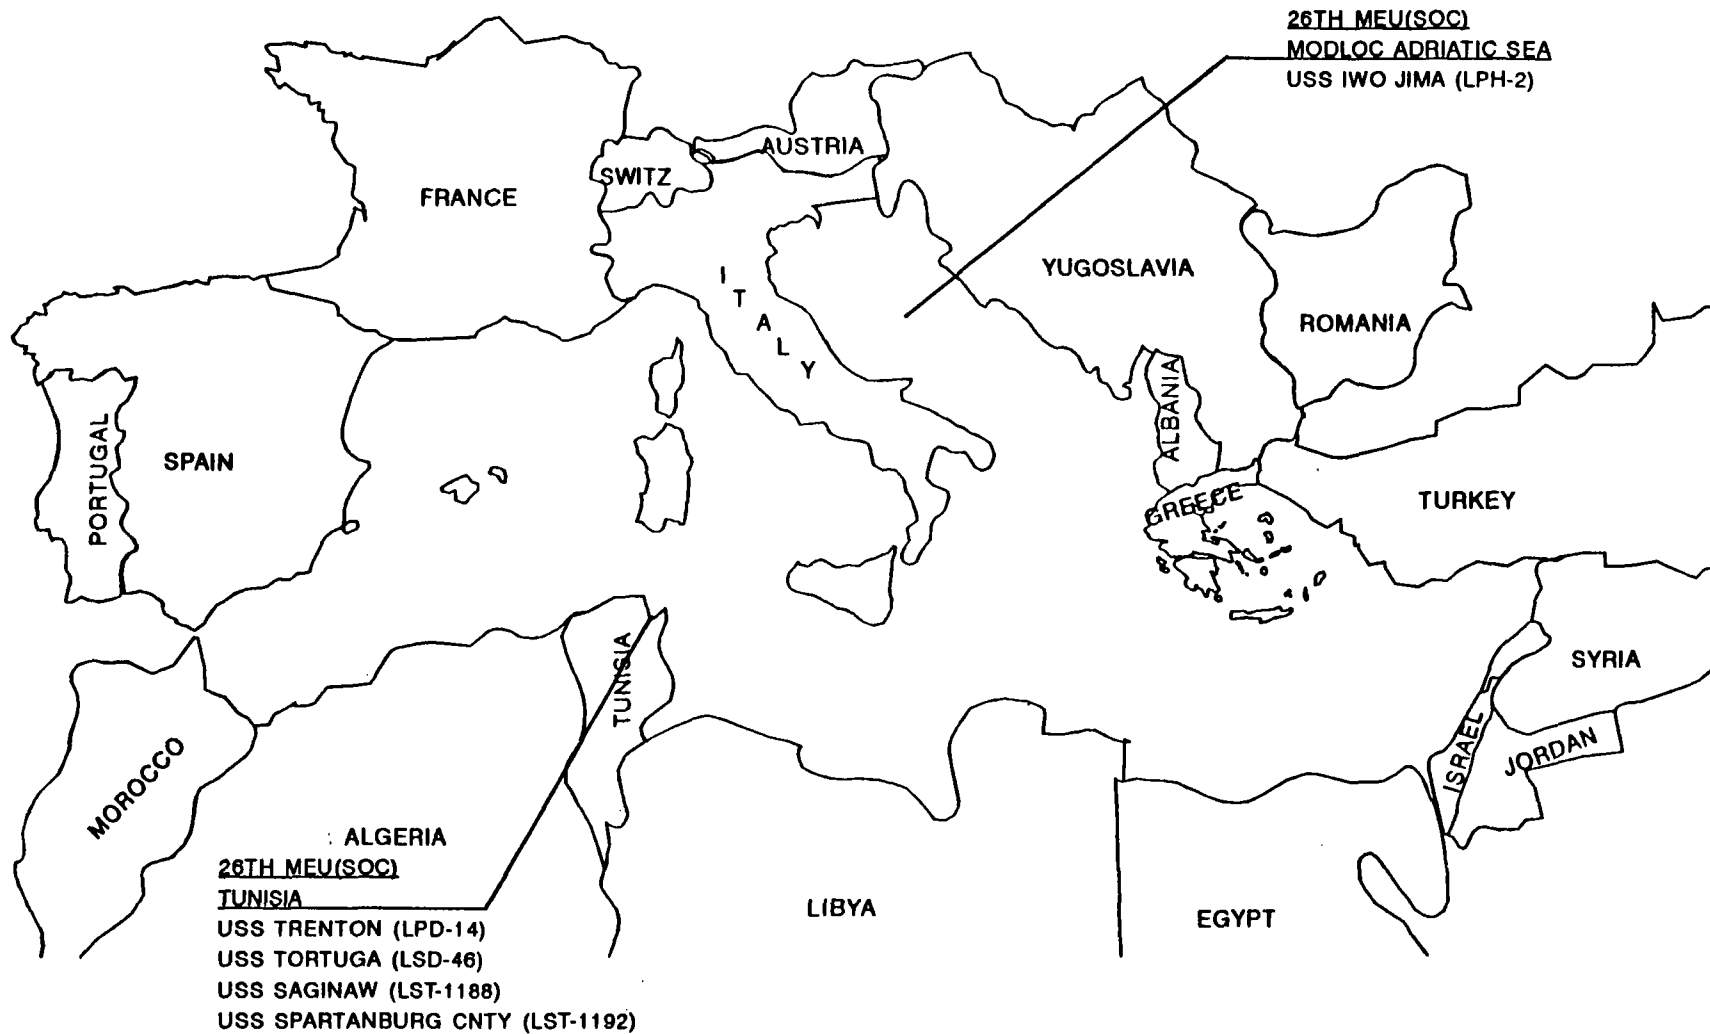 26TH MEU(SOC)
MODLOC ADRIATIC SEA
USS IWO JIMA (LPH-2)
AUSTRIA
SWITZ
FRANCE
ITALY
YUGOSLAVIA
ROMANIA
ALBANIA
PORTUGAL
SPAIN
GREECE
TURKEY
TUNISIA
SYRIA
ISRAEL
JORDAN
MOROCCO
ALGERIA
26TH MEU(SOC)
TUNISIA
USS TRENTON (LPD-14)
USS TORTUGA (LSD-46)
USS SAGINAW (LST-1188)
USS SPARTANBURG CNTY (LST-1192)
LIBYA
EGYPT